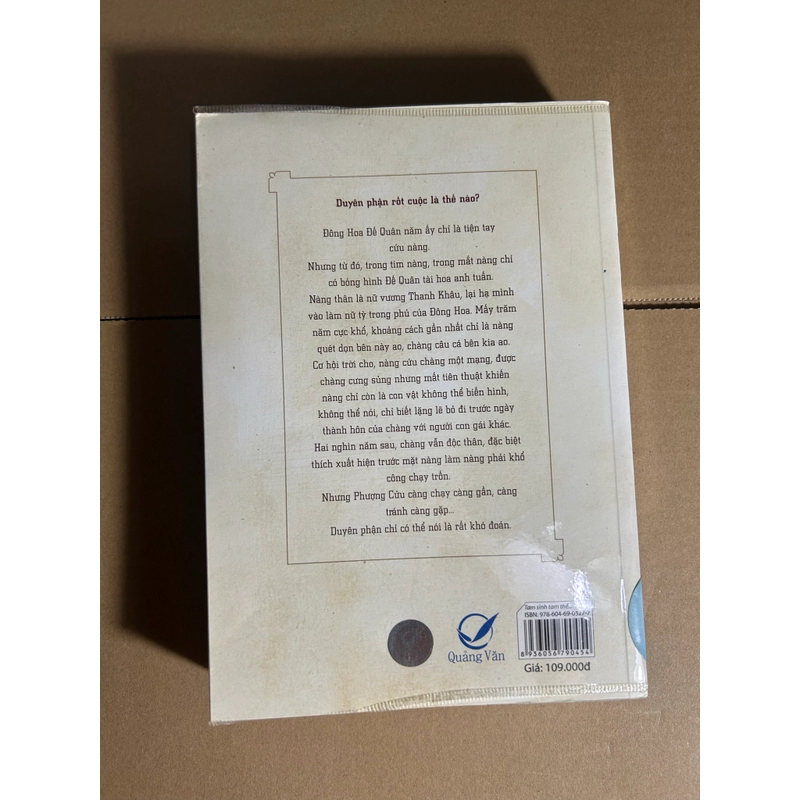 Duyên phận rốt cuộc là thế nào?
Đông Hoa Đế Quân năm ấy chỉ là tiện tay
cứu nàng.
Nhưng từ đó, trong tim nàng, trong mắt nàng chỉ
có bóng hình Đế Quân tài hoa anh tuấn.
Nàng thân là nữ vương Thanh Khâu, lại hạ mình
vào làm nữ tỳ trong phủ của Đông Hoa. Mấy trăm
năm cực khổ, khoảng cách gần nhất chỉ là nàng
quét dọn bên này ao, chàng câu cá bên kia ao.
Cơ hội trời cho, nàng cứu chàng một mạng, được
chàng cưng sủng nhưng mất tiên thuật khiến
nàng chỉ còn là con vật không thể biến hình,
không thể nói, chỉ biết lặng lẽ bỏ đi trước ngày
thành hôn của chàng với người con gái khác.
Hai nghìn năm sau, chàng vẫn độc thân, đặc biệt
thích xuất hiện trước mặt nàng làm nàng phải khổ
công chạy trốn.
Nhưng Phượng Cửu càng chạy càng gần, càng
tránh càng gặp...
Duyên phận chỉ có thể nói là rất khó đoán.
Quảng Văn
Tam sinh tam thế...
ISBN: 978-604-69-
8 936056 790454
Giá: 109.000đ